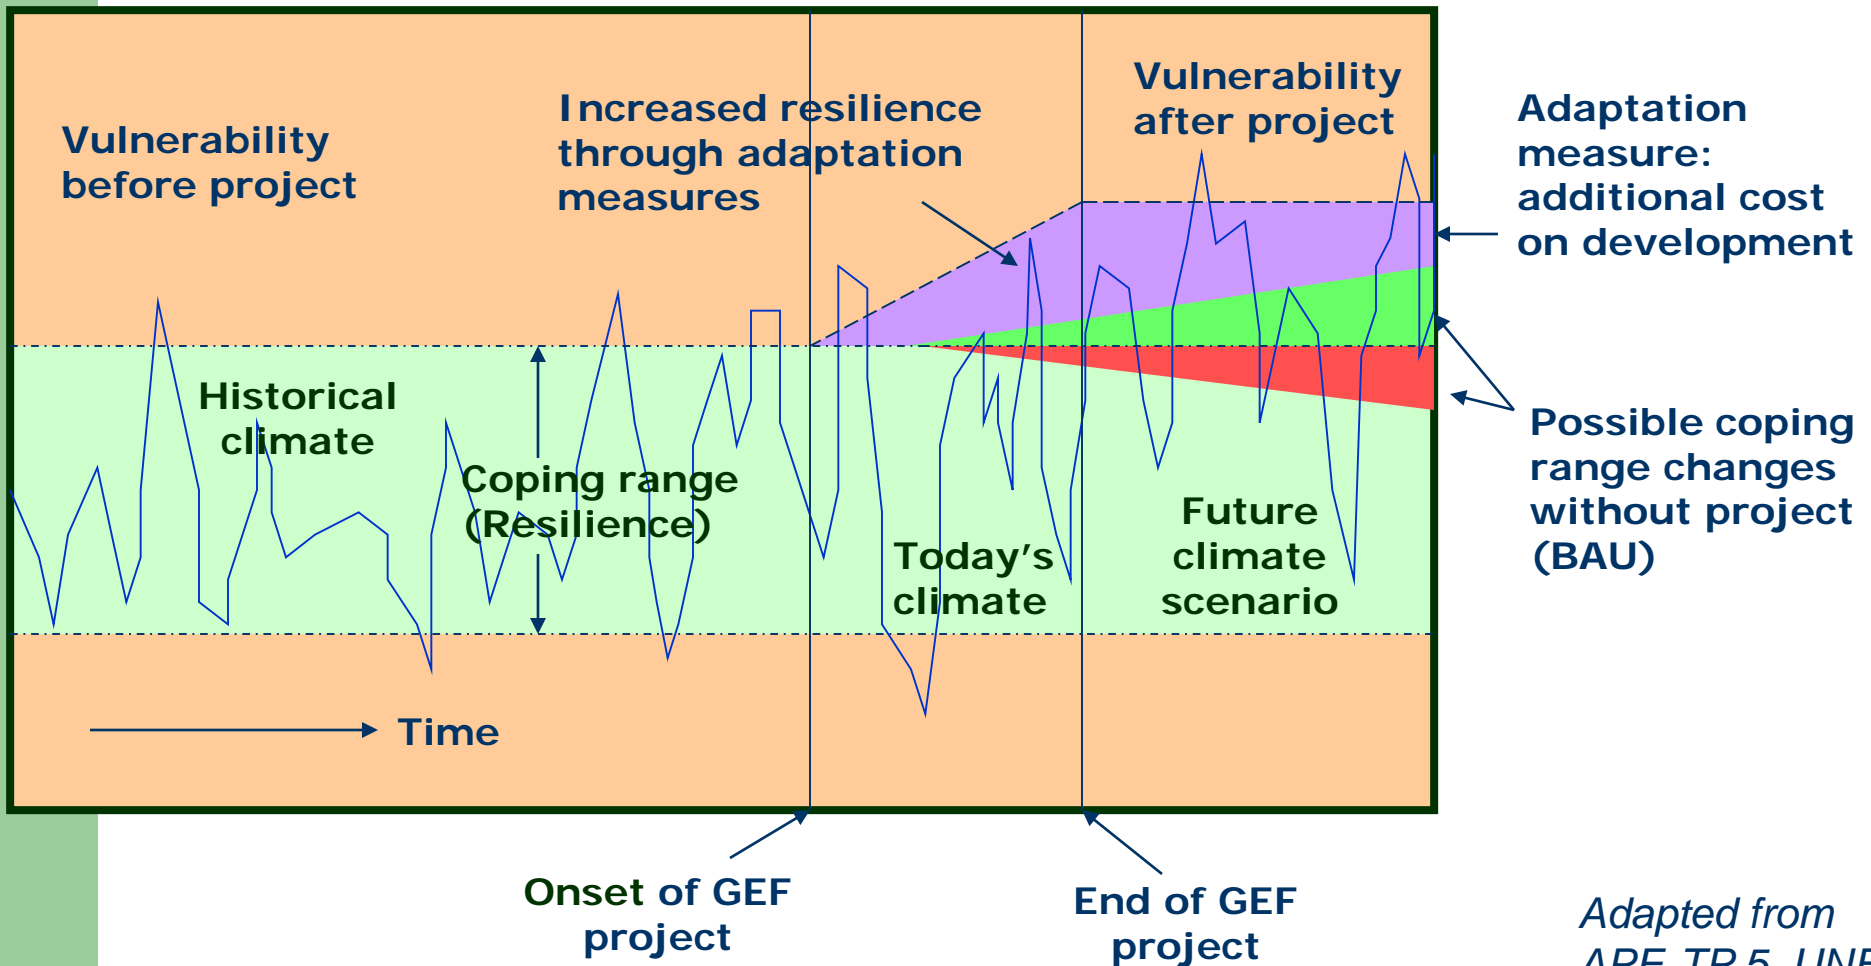 Vulnerability
before project
Increased resilience
through adaptation
measures
Vulnerability
after project
Adaptation
measure:
additional cost
on development
Historical
climate
Coping range
(Resilience)
Today's
climate
Future
climate
scenario
Possible coping
range changes
without project
(BAU)
Time
Onset of GEF
project
End of GEF
project
Adapted from